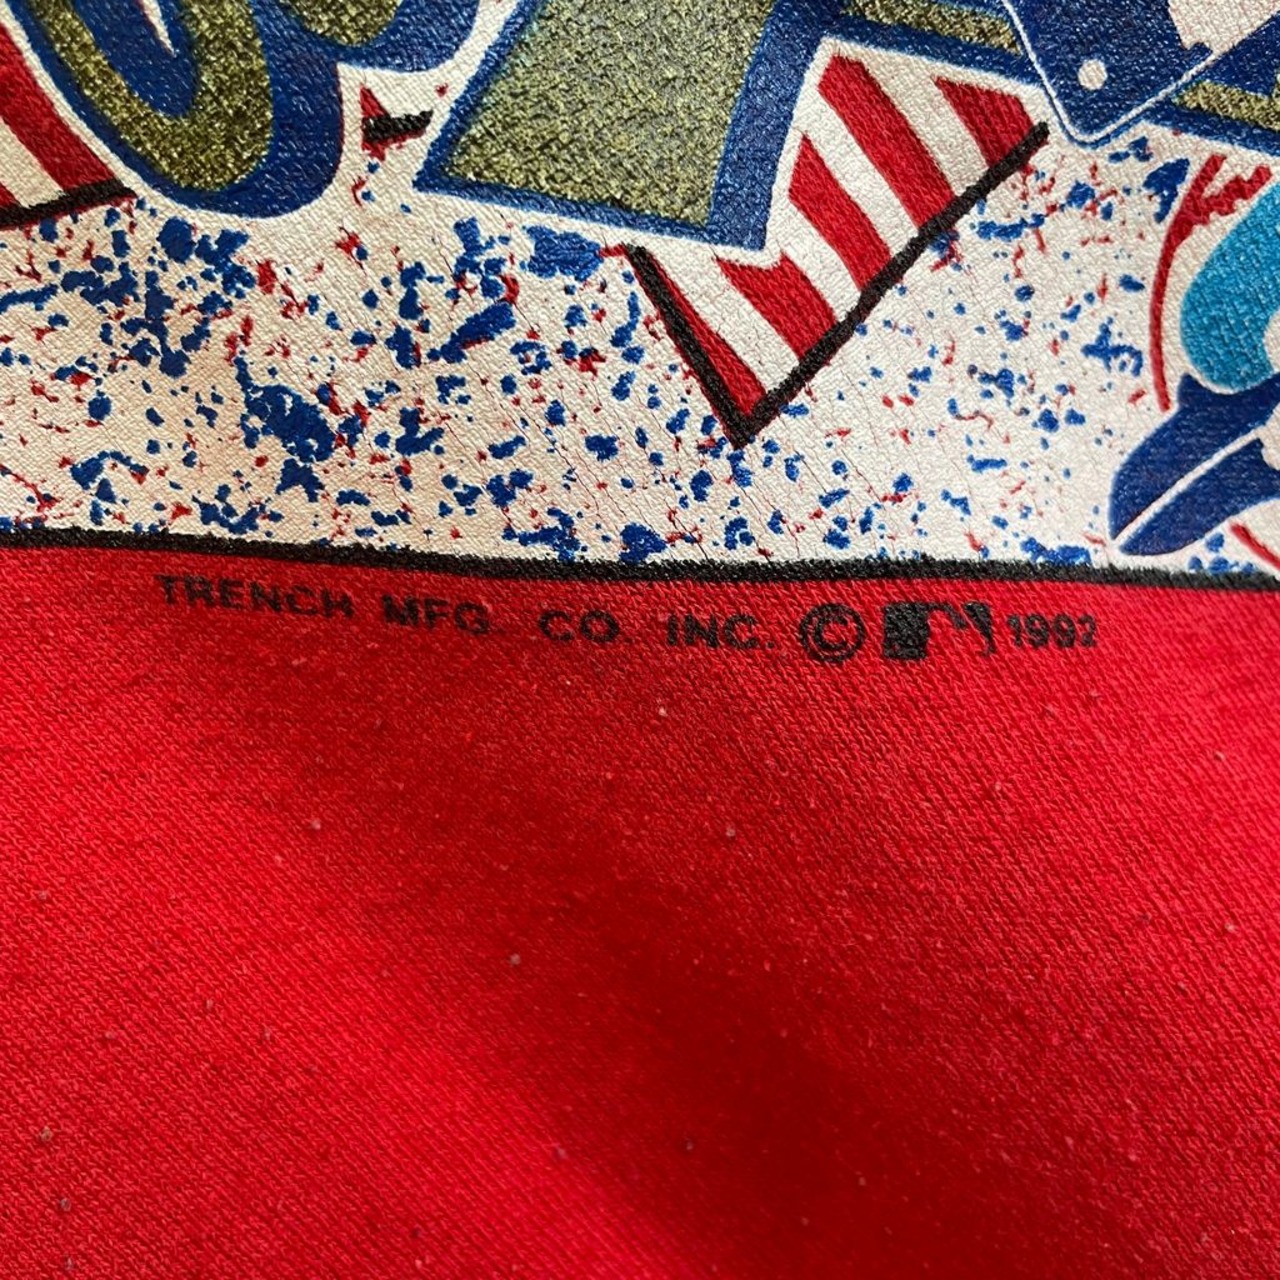 TRENCH MFG. CO. INC. © 1992